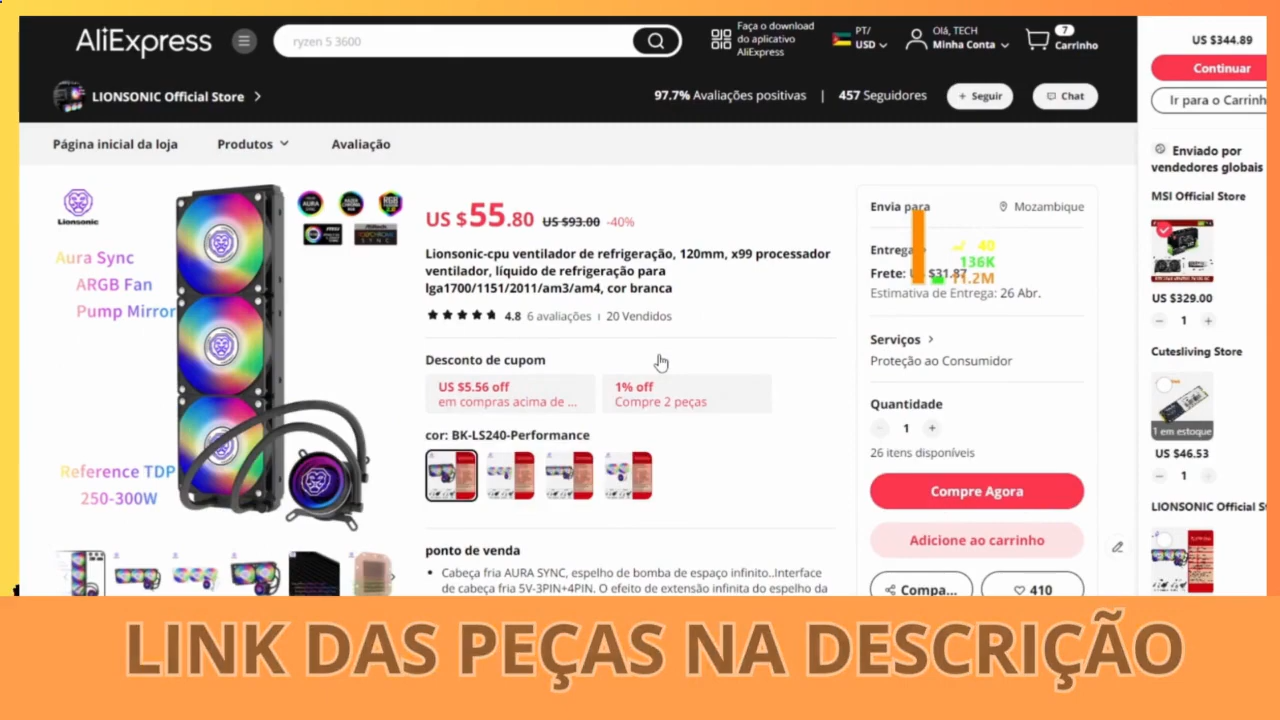 AliExpress
ryzen 5 3600
Faça o download
do aplicativo
AliExpress
PT/
USD
Olá, TECH
Minha Conta
7
Carrinho
LIONSONIC Official Store
97.7% Avaliações positivas | 457 Seguidores
+ Seguir
Chat
Página inicial da loja
Produtos
Avaliação
Lionsonic
Aura Sync
ARGB Fan
Pump Mirror
Reference TDP
250-300W
US $55.80 US $93.00 -40%
Lionsonic-cpu ventilador de refrigeração, 120mm, x99 processador
ventilador, líquido de refrigeração para
lga1700/1151/2011/am3/am4, cor branca
4.8 6 avaliações | 20 Vendidos
Desconto de cupom
US $5.56 off
em compras acima de ...
1% off
Compre 2 peças
cor: BK-LS240-Performance
ponto de venda
• Cabeça fria AURA SYNC, espelho de bomba de espaço infinito..Interface
de cabeça fria 5V-3PIN+4PIN. O efeito de extensão infinita do espelho da
Envia para
Mozambique
Entrega
40
136K
11.2M
Frete: US $31.87
Estimativa de Entrega: 26 Abr.
Serviços
Proteção ao Consumidor
Quantidade
- 1 +
26 itens disponíveis
Compre Agora
Adicione ao carrinho
Compa...
410
US $344.89
Continuar
Ir para o Carrinh
Enviado por
vendedores globais
MSI Official Store
US $329.00
- 1 +
Cutesliving Store
1 em estoque
US $46.53
- 1 +
LIONSONIC Official S
LINK DAS PEÇAS NA DESCRIÇÃO